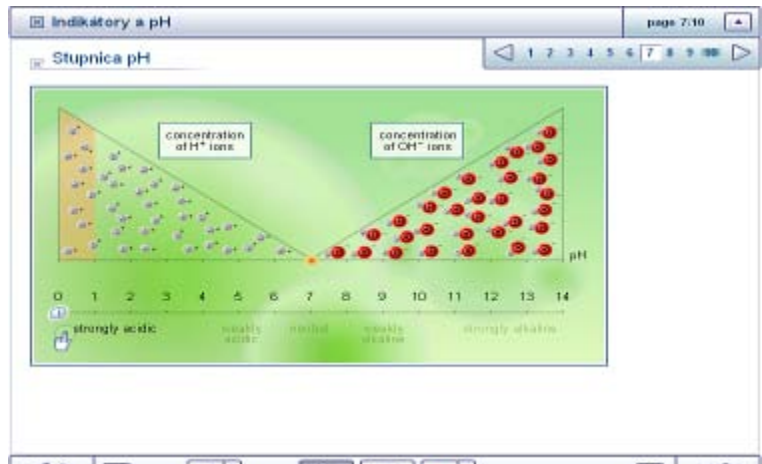 Indikátory a pH
page 7/10
Stupnica pH
1 2 3 4 5 6 7 8 9 10
concentration
of H⁺ ions
concentration
of OH⁻ ions
pH
0 1 2 3 4 5 6 7 8 9 10 11 12 13 14
strongly acidic
weakly
acidic
neutral
weakly
alkaline
strongly alkaline